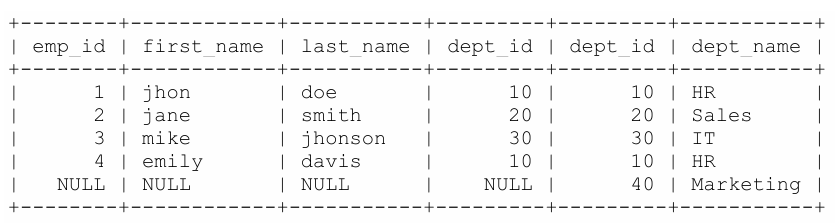 +--------+------------+-----------+---------+---------+-----------+
| emp_id | first_name | last_name | dept_id | dept_id | dept_name |
+--------+------------+-----------+---------+---------+-----------+
|      1 | jhon       | doe       |      10 |      10 | HR        |
|      2 | jane       | smith     |      20 |      20 | Sales     |
|      3 | mike       | jhonson   |      30 |      30 | IT        |
|      4 | emily      | davis     |      10 |      10 | HR        |
|   NULL | NULL       | NULL      |    NULL |      40 | Marketing |
+--------+------------+-----------+---------+---------+-----------+